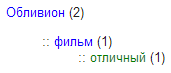 Обливион (2)
:: фильм (1)
:: отличный (1)